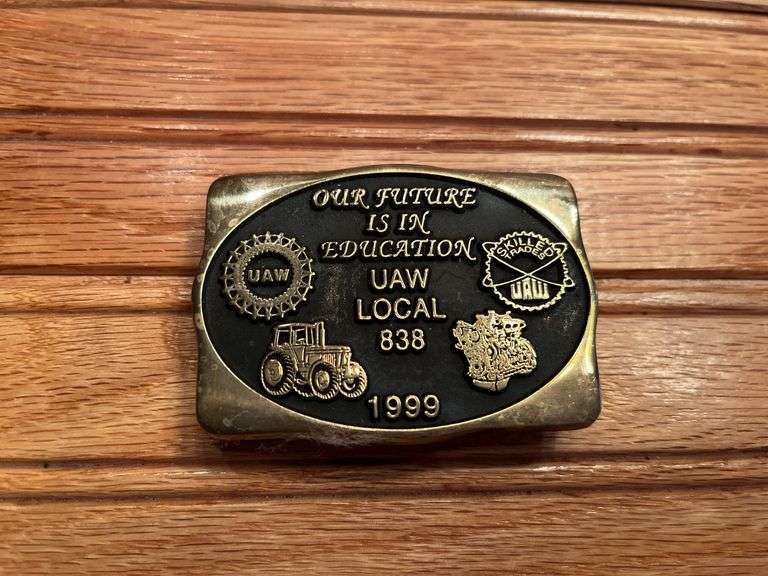 OUR FUTURE
IS IN
EDUCATION
UAW
LOCAL
838
UAW
SKILLED
TRADES
UAW
1999